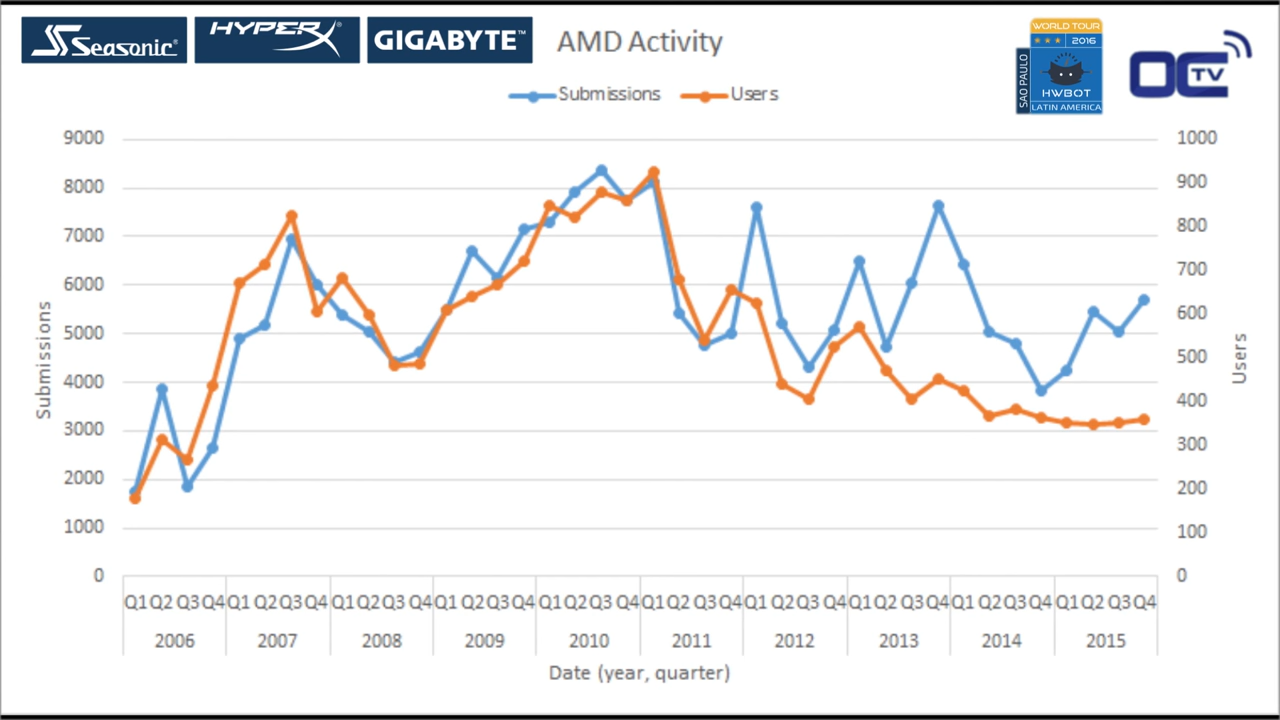 Seasonic®
HYPERX®
GIGABYTE™
AMD Activity
WORLD TOUR
2016
SAO PAULO
HWBOT
LATIN AMERICA
OC TV
Submissions Users
9000 1000
8000 900
7000 800
6000 700
5000 600
4000 500
3000 400
2000 300
1000 200
0 100
0
Submissions
Users
Q1 Q2 Q3 Q4 Q1 Q2 Q3 Q4 Q1 Q2 Q3 Q4 Q1 Q2 Q3 Q4 Q1 Q2 Q3 Q4 Q1 Q2 Q3 Q4 Q1 Q2 Q3 Q4 Q1 Q2 Q3 Q4 Q1 Q2 Q3 Q4 Q1 Q2 Q3 Q4
2006 2007 2008 2009 2010 2011 2012 2013 2014 2015
Date (year, quarter)